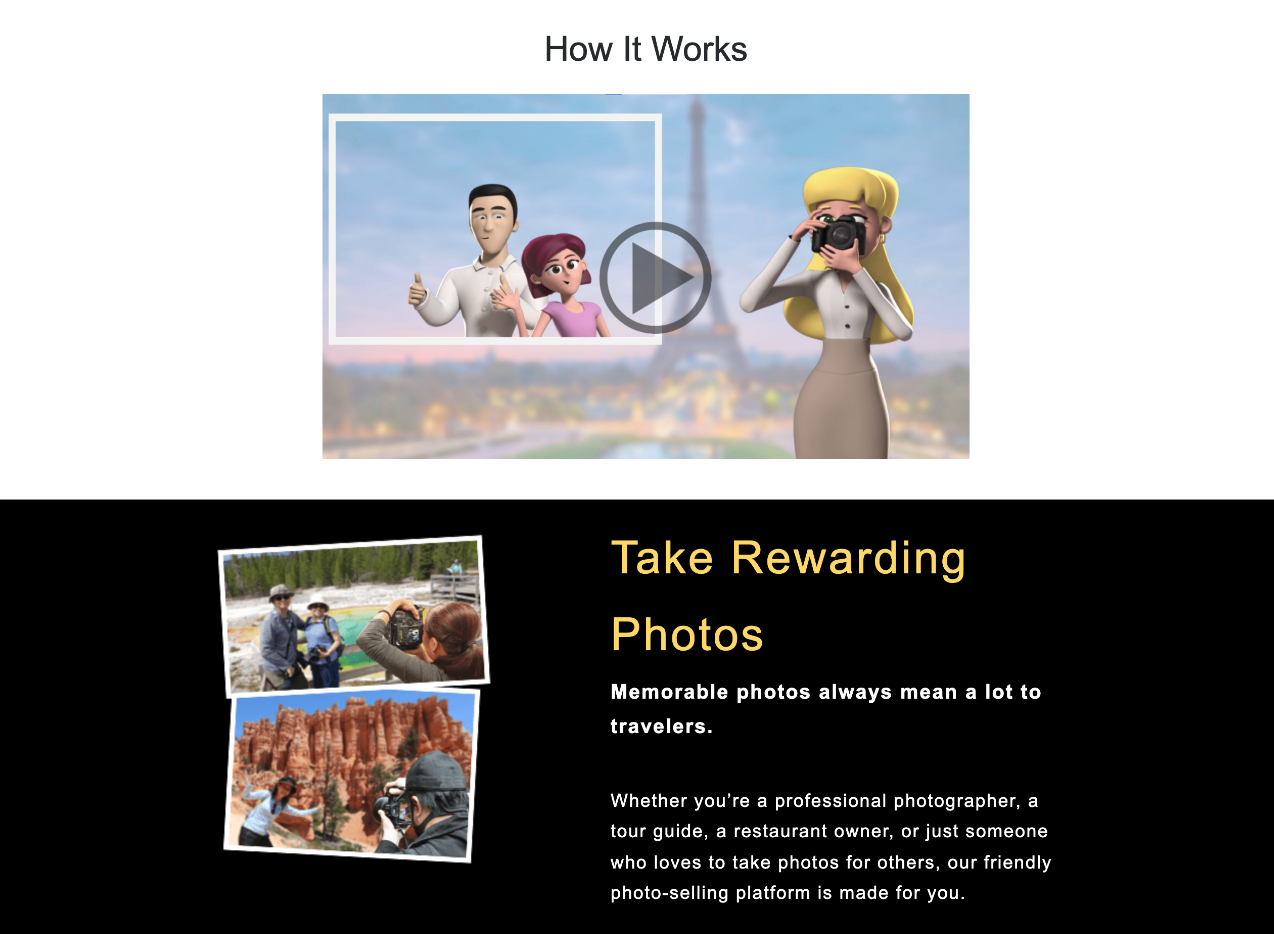 How It Works
Take Rewarding
Photos
Memorable photos always mean a lot to
travelers.
Whether you’re a professional photographer, a
tour guide, a restaurant owner, or just someone
who loves to take photos for others, our friendly
photo-selling platform is made for you.